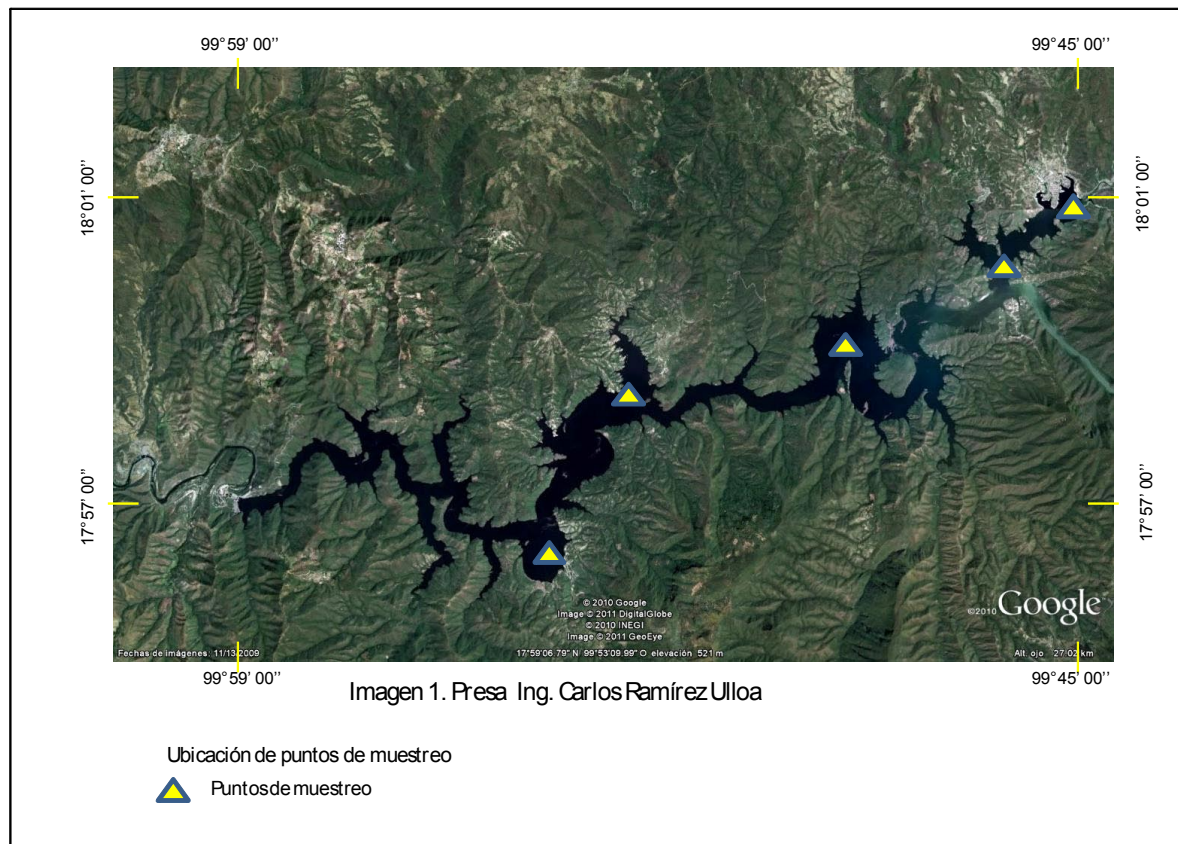 99°59’ 00’’
99°45’ 00’’
18°01’ 00’’
18°01’ 00’’
17°57’ 00’’
17°57’ 00’’
© 2010 Google
Image © 2011 DigitalGlobe
© 2010 INEGI
Image © 2011 GeoEye
©2010 Google
Fechas de imágenes: 11/13/2009
17°59'06.79" N 99°53'09.99" O elevación 521 m
Alt. ojo 27.02 km
99°59’ 00’’
99°45’ 00’’
Imagen 1. Presa Ing. Carlos Ramírez Ulloa
Ubicación de puntos de muestreo
Puntos de muestreo